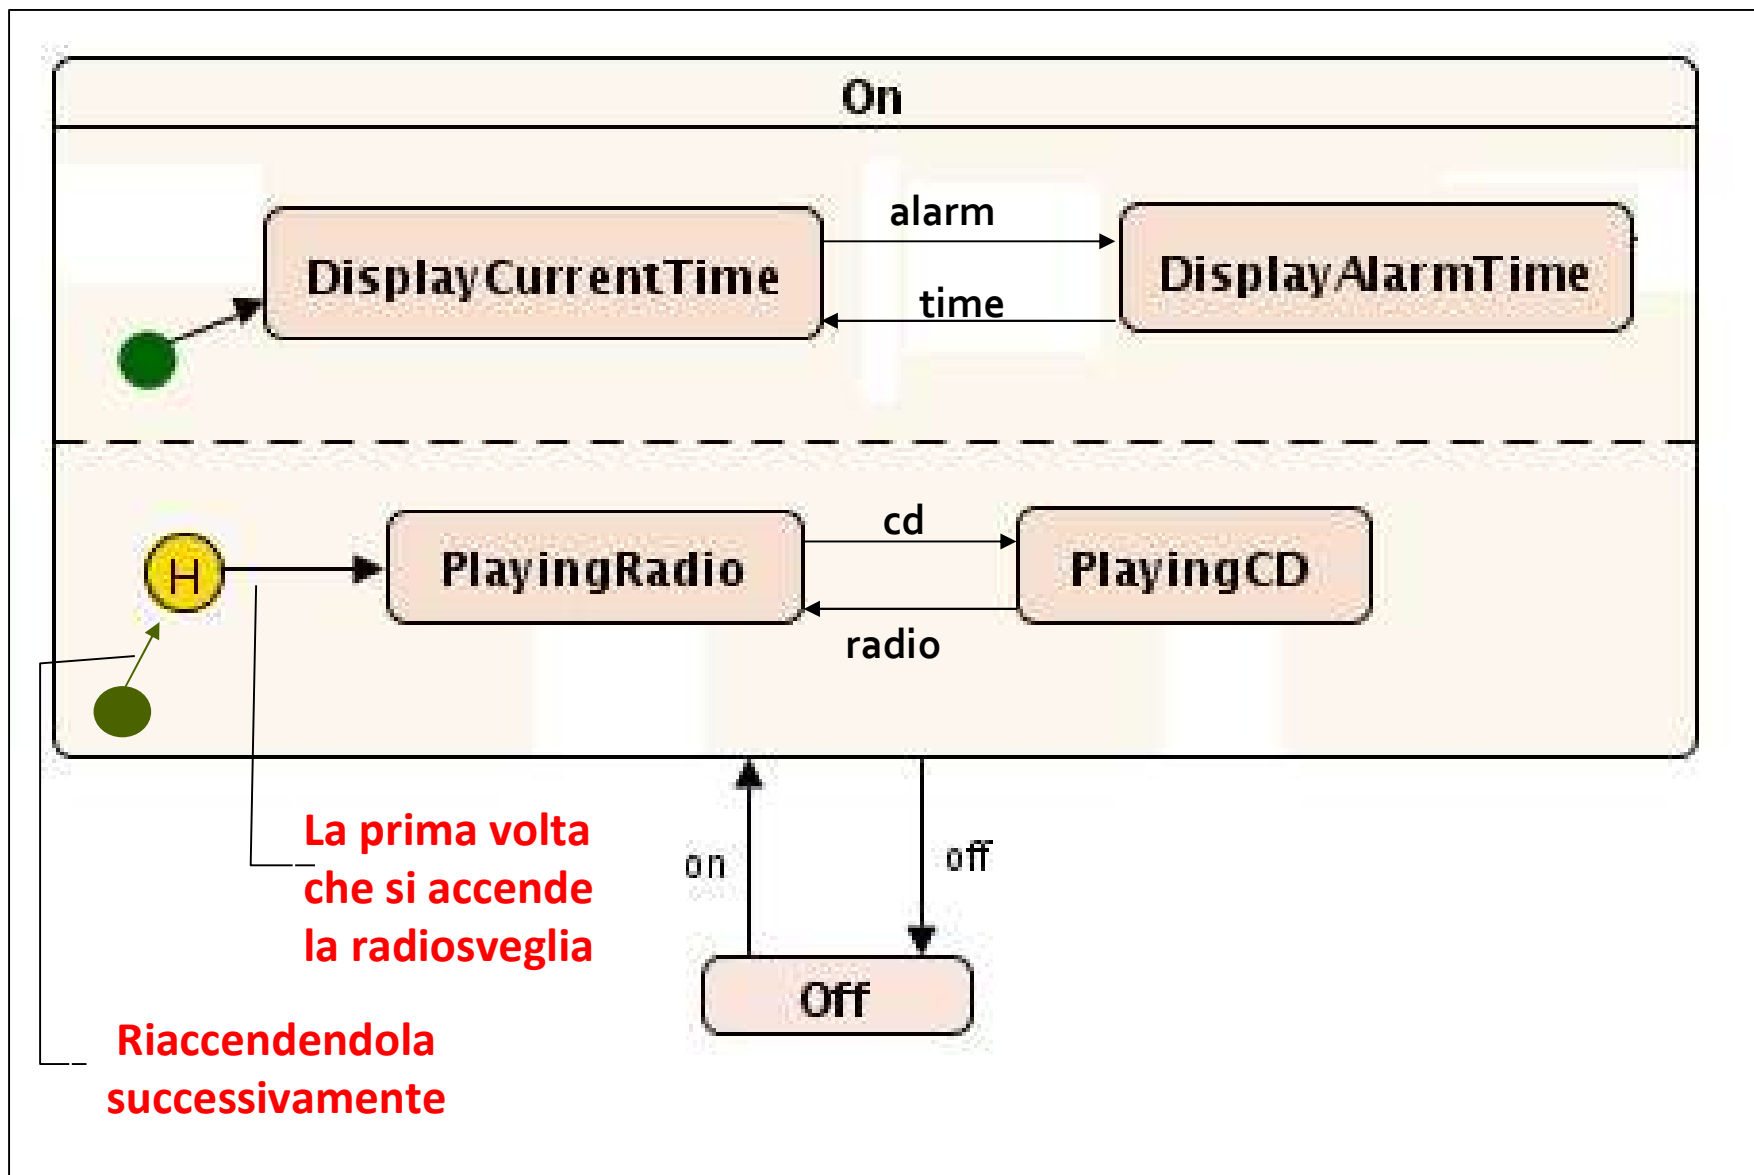 On
alarm
DisplayCurrentTime
DisplayAlarmTime
time
cd
H
PlayingRadio
PlayingCD
radio
La prima volta
che si accende
la radiosveglia
on
off
Off
Riaccendendola
successivamente